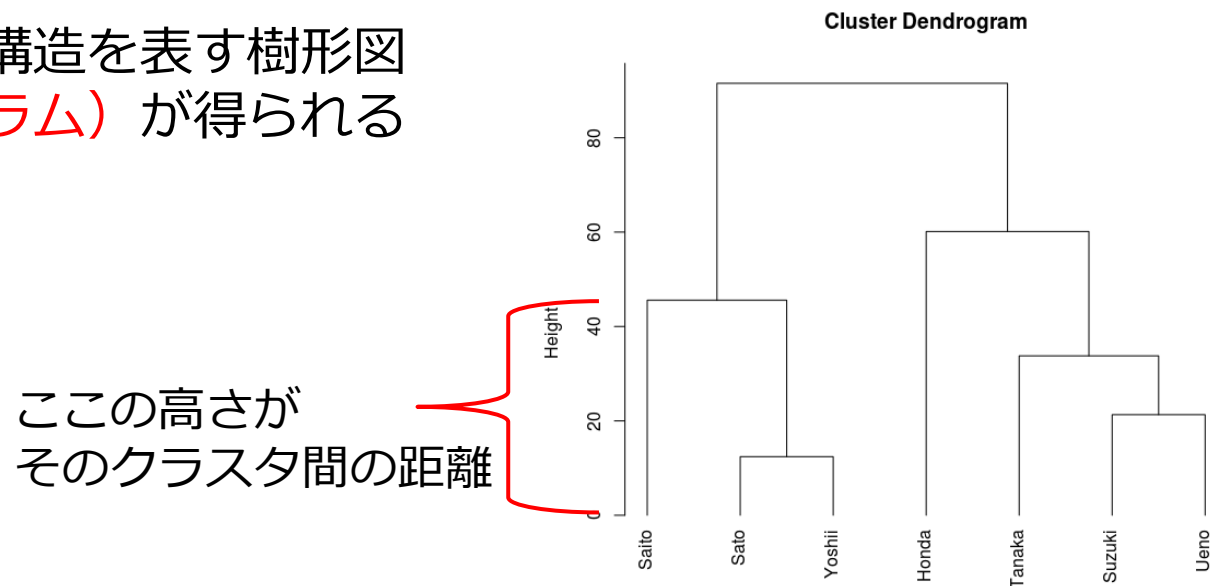 構造を表す樹形図
ラム）が得られる
ここの高さが
そのクラスタ間の距離
Cluster Dendrogram
Height
80
60
40
20
0
Saito
Sato
Yoshii
Honda
Tanaka
Suzuki
Ueno